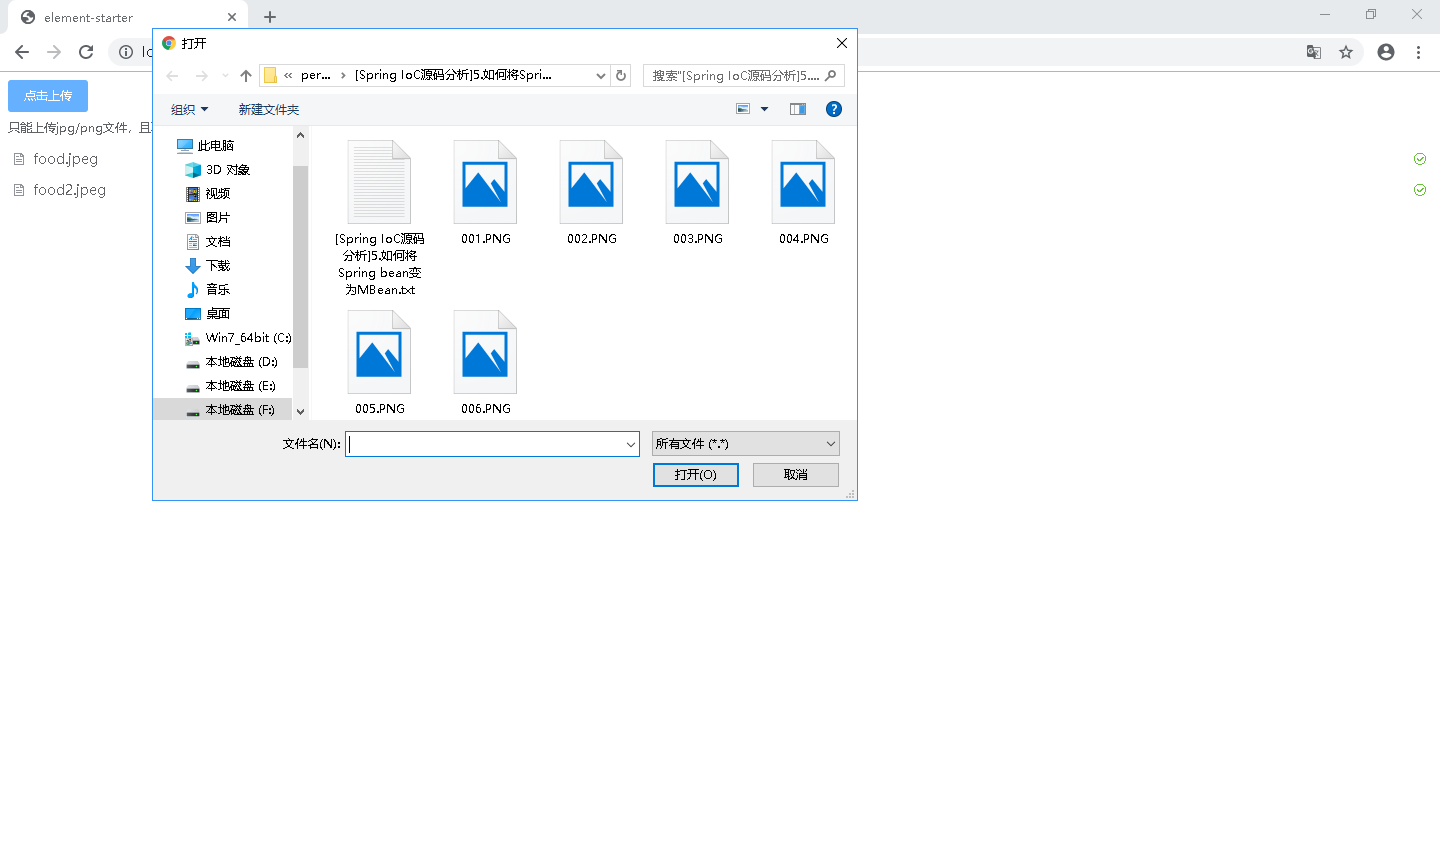 element-starter
打开
lo
per...
[Spring IoC源码分析]5.如何将Spri...
搜索"[Spring IoC源码分析]5....
点击上传
只能上传jpg/png文件，且
food.jpeg
food2.jpeg
组织
新建文件夹
此电脑
3D 对象
视频
图片
文档
下载
音乐
桌面
Win7_64bit (C:)
本地磁盘 (D:)
本地磁盘 (E:)
本地磁盘 (F:)
[Spring IoC源码
分析]5.如何将
Spring bean变
为MBean.txt
001.PNG
002.PNG
003.PNG
004.PNG
005.PNG
006.PNG
文件名(N):
所有文件 (*.*)
打开(O)
取消